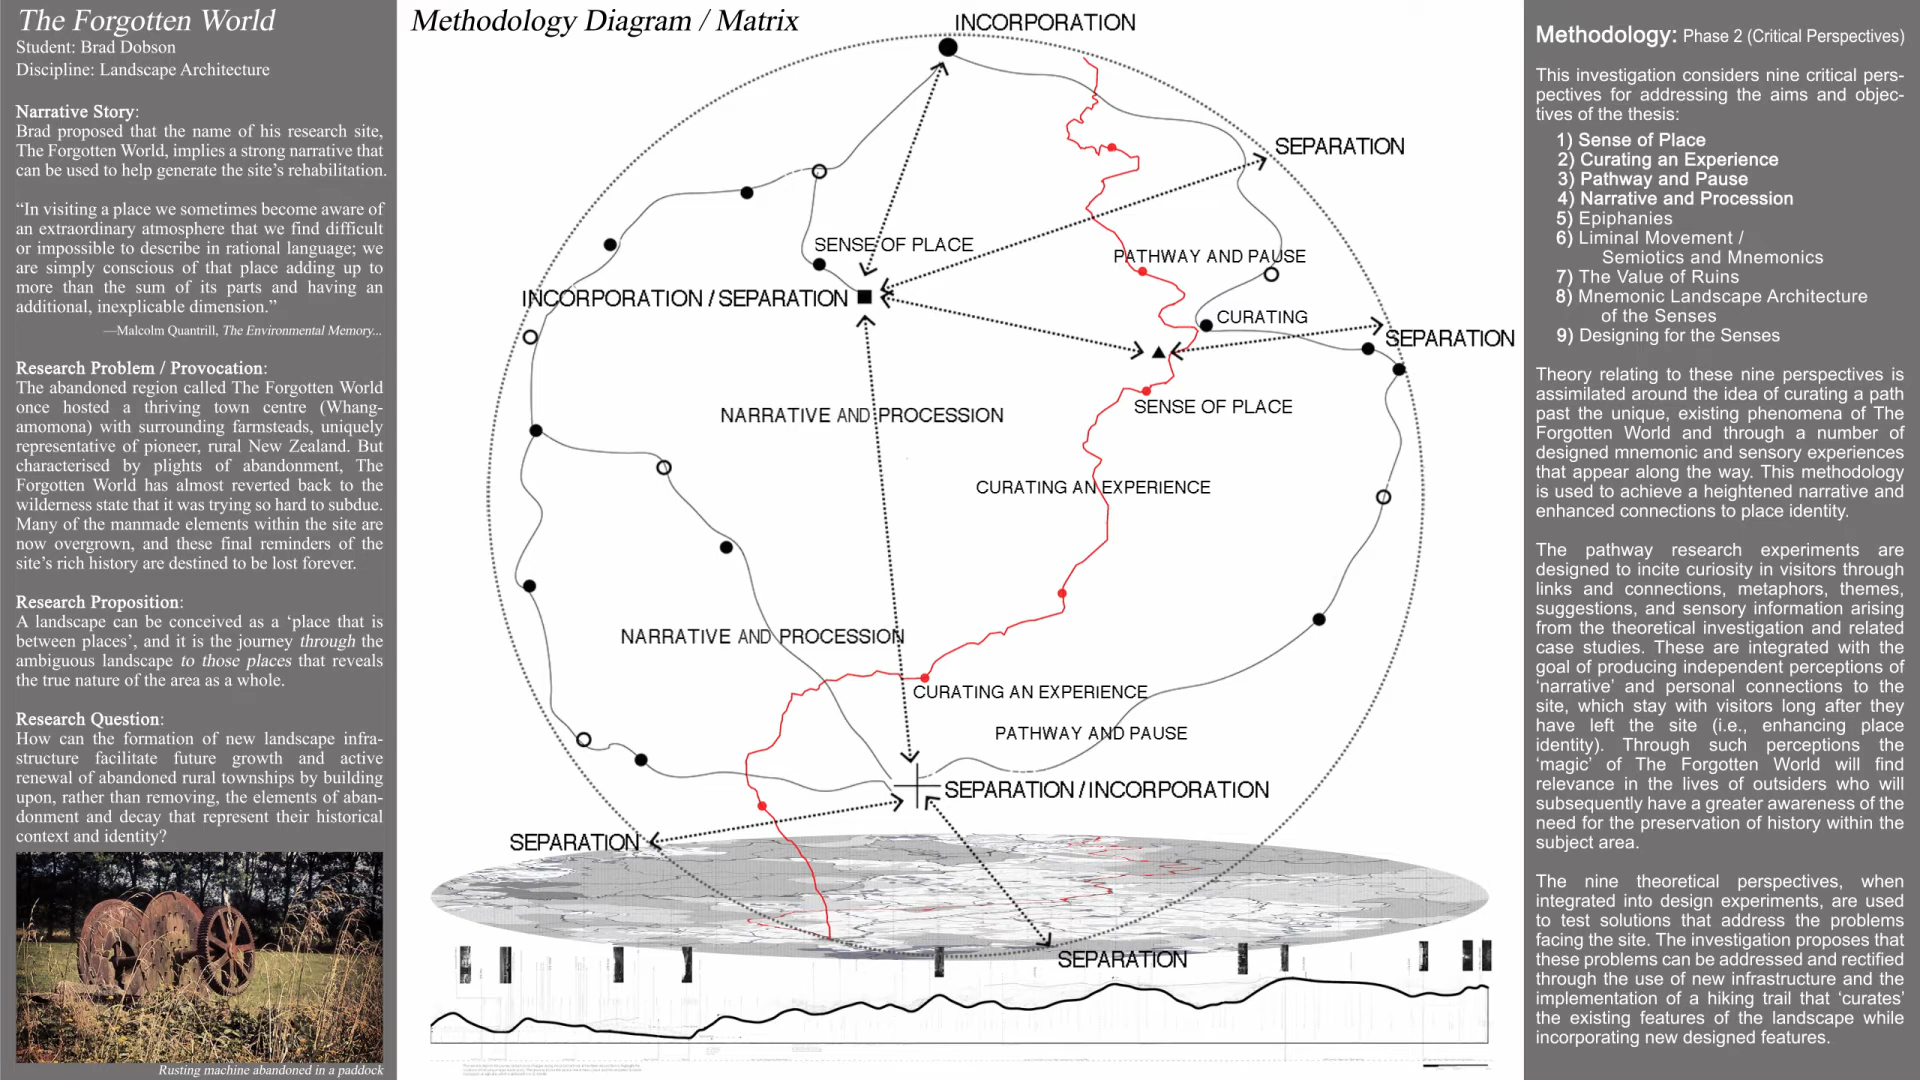 The Forgotten World
Student: Brad Dobson
Discipline: Landscape Architecture
Narrative Story:
Brad proposed that the name of his research site,
The Forgotten World, implies a strong narrative that
can be used to help generate the site's rehabilitation.
“In visiting a place we sometimes become aware of
an extraordinary atmosphere that we find difficult
or impossible to describe in rational language; we
are simply conscious of that place adding up to
more than the sum of its parts and having an
additional, inexplicable dimension.”
—Malcolm Quantrill, The Environmental Memory...
Research Problem / Provocation:
The abandoned region called The Forgotten World
once hosted a thriving town centre (Whang-
amomona) with surrounding farmsteads, uniquely
representative of pioneer, rural New Zealand. But
characterised by plights of abandonment, The
Forgotten World has almost reverted back to the
wilderness state that it was trying so hard to subdue.
Many of the manmade elements within the site are
now overgrown, and these final reminders of the
site's rich history are destined to be lost forever.
Research Proposition:
A landscape can be conceived as a ‘place that is
between places’, and it is the journey through the
ambiguous landscape to those places that reveals
the true nature of the area as a whole.
Research Question:
How can the formation of new landscape infra-
structure facilitate future growth and active
renewal of abandoned rural townships by building
upon, rather than removing, the elements of aban-
donment and decay that represent their historical
context and identity?
Rusting machine abandoned in a paddock
Methodology Diagram / Matrix
INCORPORATION
SEPARATION
SENSE OF PLACE
PATHWAY AND PAUSE
INCORPORATION / SEPARATION
CURATING
SEPARATION
SENSE OF PLACE
NARRATIVE AND PROCESSION
CURATING AN EXPERIENCE
NARRATIVE AND PROCESSION
CURATING AN EXPERIENCE
PATHWAY AND PAUSE
SEPARATION / INCORPORATION
SEPARATION
SEPARATION
Methodology: Phase 2 (Critical Perspectives)
This investigation considers nine critical pers-
pectives for addressing the aims and objec-
tives of the thesis:
1) Sense of Place
2) Curating an Experience
3) Pathway and Pause
4) Narrative and Procession
5) Epiphanies
6) Liminal Movement /
Semiotics and Mnemonics
7) The Value of Ruins
8) Mnemonic Landscape Architecture
of the Senses
9) Designing for the Senses
Theory relating to these nine perspectives is
assimilated around the idea of curating a path
past the unique, existing phenomena of The
Forgotten World and through a number of
designed mnemonic and sensory experiences
that appear along the way. This methodology
is used to achieve a heightened narrative and
enhanced connections to place identity.
The pathway research experiments are
designed to incite curiosity in visitors through
links and connections, metaphors, themes,
suggestions, and sensory information arising
from the theoretical investigation and related
case studies. These are integrated with the
goal of producing independent perceptions of
‘narrative’ and personal connections to the
site, which stay with visitors long after they
have left the site (i.e., enhancing place
identity). Through such perceptions the
‘magic’ of The Forgotten World will find
relevance in the lives of outsiders who will
subsequently have a greater awareness of the
need for the preservation of history within the
subject area.
The nine theoretical perspectives, when
integrated into design experiments, are used
to test solutions that address the problems
facing the site. The investigation proposes that
these problems can be addressed and rectified
through the use of new infrastructure and the
implementation of a hiking trail that ‘curates’
the existing features of the landscape while
incorporating new designed features.